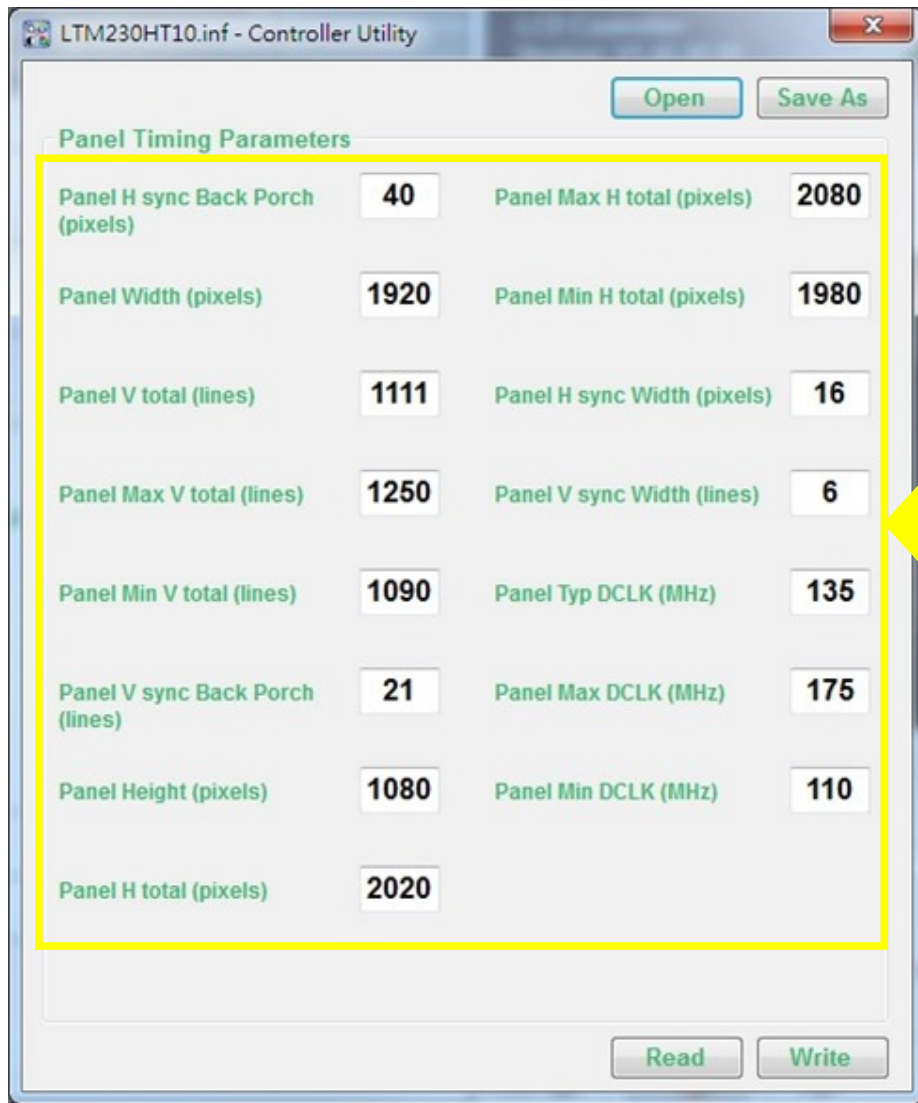 LTM230HT10.inf - Controller Utility
Open Save As
Panel Timing Parameters
Panel H sync Back Porch 40 Panel Max H total (pixels) 2080
(pixels)
Panel Width (pixels) 1920 Panel Min H total (pixels) 1980
Panel V total (lines) 1111 Panel H sync Width (pixels) 16
Panel Max V total (lines) 1250 Panel V sync Width (lines) 6
Panel Min V total (lines) 1090 Panel Typ DCLK (MHz) 135
Panel V sync Back Porch 21 Panel Max DCLK (MHz) 175
(lines)
Panel Height (pixels) 1080 Panel Min DCLK (MHz) 110
Panel H total (pixels) 2020
Read Write